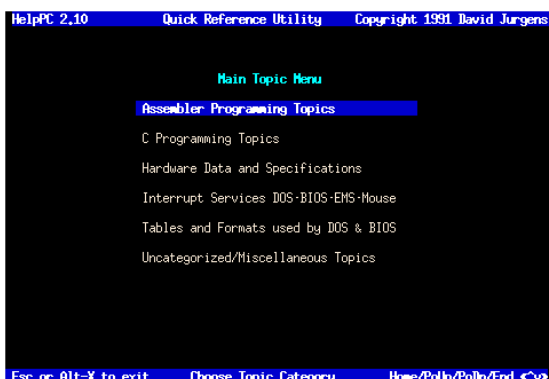 HelpPC 2.10 Quick Reference Utility Copyright 1991 David Jurgens
Main Topic Menu
Assembler Programming Topics
C Programming Topics
Hardware Data and Specifications
Interrupt Services DOS-BIOS-EMS-Mouse
Tables and Formats used by DOS & BIOS
Uncategorized/Miscellaneous Topics
Esc or Alt-X to exit Choose Topic Category Home/PgUp/PgDn/End